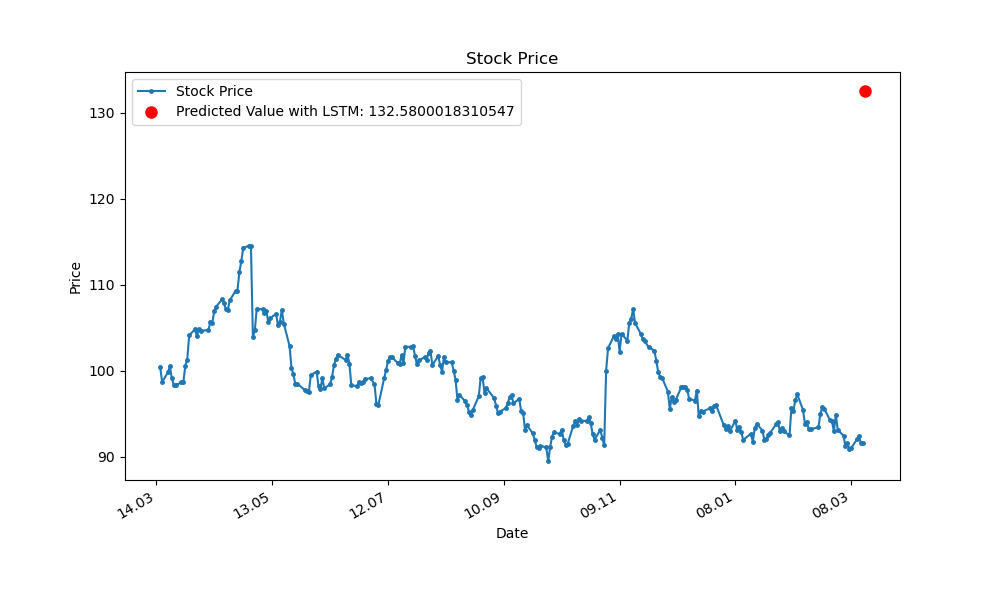 Stock Price
Stock Price
Predicted Value with LSTM: 132.5800018310547
130
120
110
100
90
Price
14.03
13.05
12.07
10.09
09.11
08.01
08.03
Date